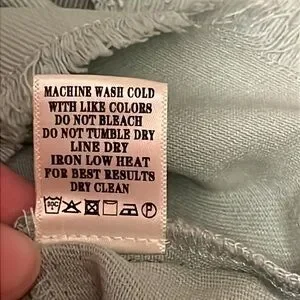 MACHINE WASH COLD
WITH LIKE COLORS
DO NOT BLEACH
DO NOT TUMBLE DRY
LINE DRY
IRON LOW HEAT
FOR BEST RESULTS
DRY CLEAN
30C P